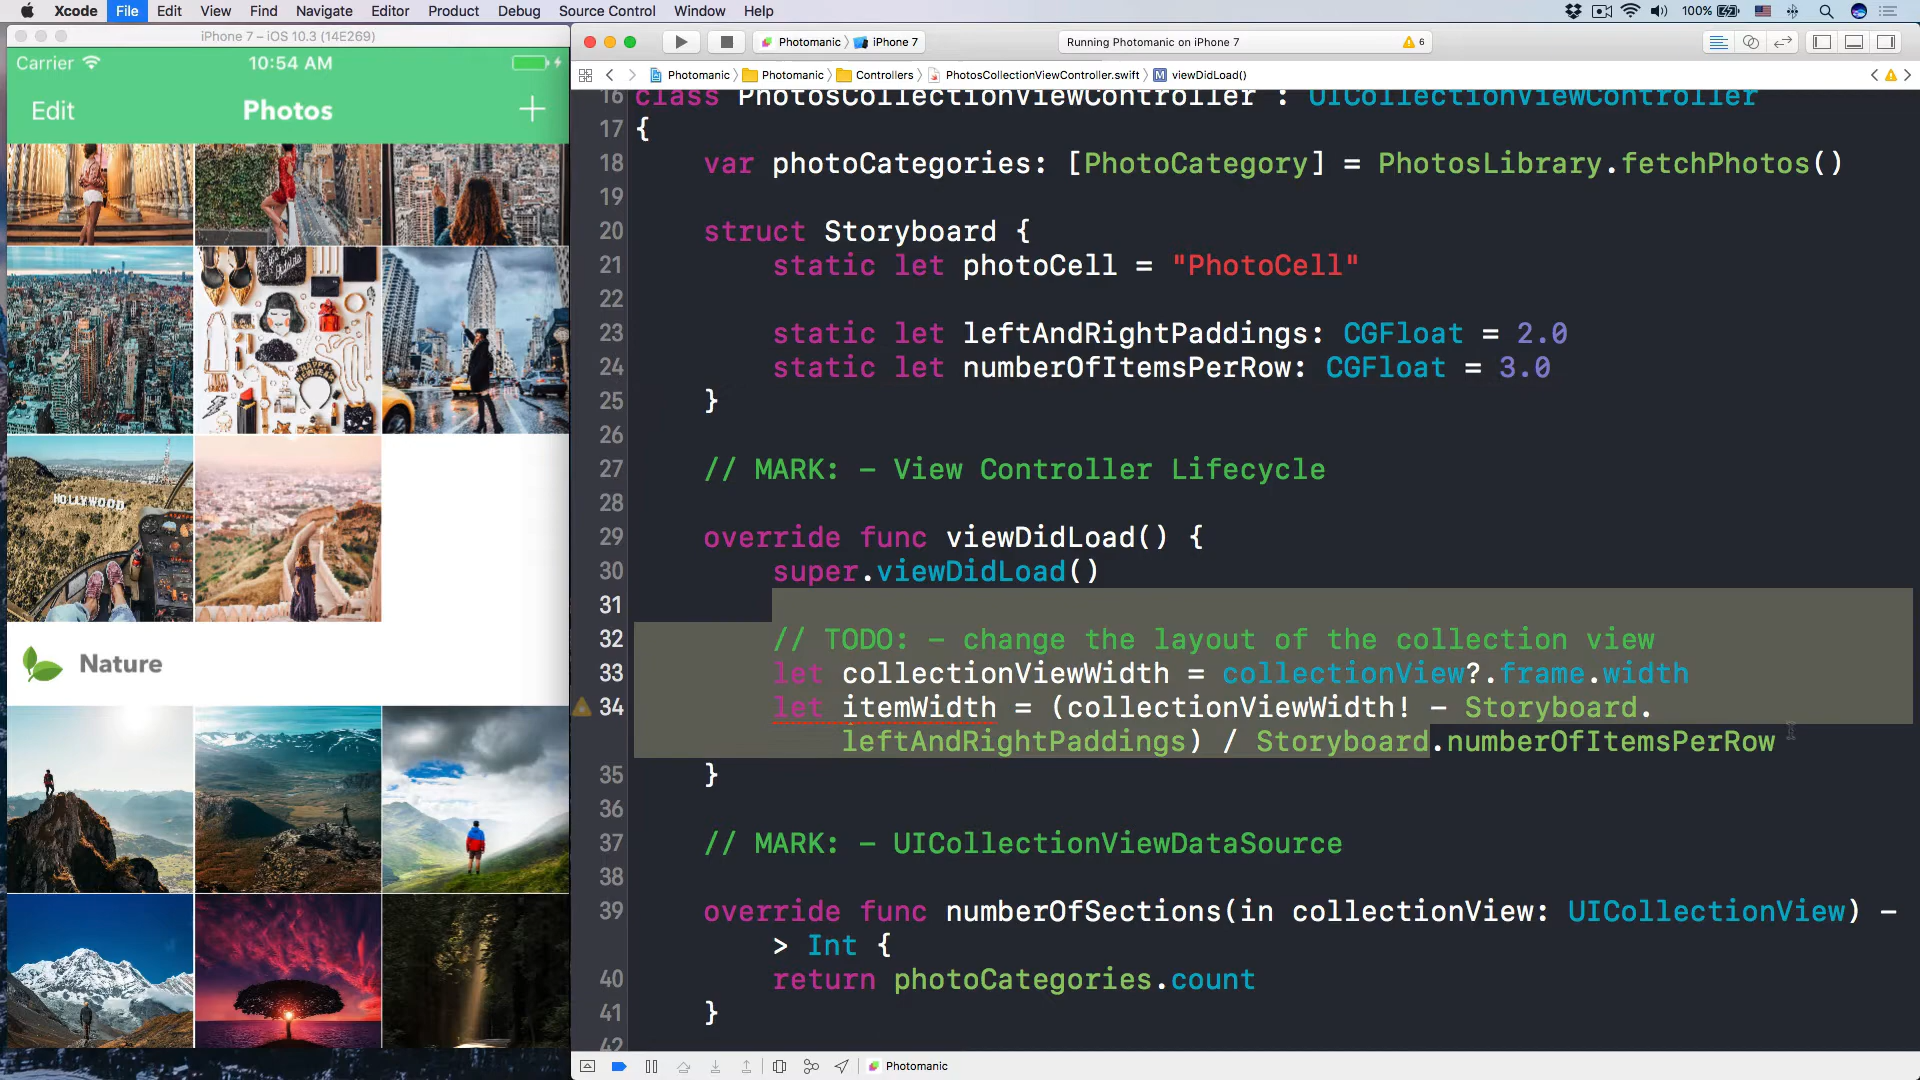 Xcode File Edit View Find Navigate Editor Product Debug Source Control Window Help 100%
iPhone 7 – iOS 10.3 (14E269)
Carrier 10:54 AM
Edit Photos +
HOLLYWOOD
Nature
Photomanic iPhone 7 Running Photomanic on iPhone 7 6
Photomanic Photomanic Controllers PhotosCollectionViewController.swift M viewDidLoad()
16 class PhotosCollectionViewController : UICollectionViewController
17 {
18 var photoCategories: [PhotoCategory] = PhotosLibrary.fetchPhotos()
19
20 struct Storyboard {
21 static let photoCell = "PhotoCell"
22
23 static let leftAndRightPaddings: CGFloat = 2.0
24 static let numberOfItemsPerRow: CGFloat = 3.0
25 }
26
27 // MARK: - View Controller Lifecycle
28
29 override func viewDidLoad() {
30 super.viewDidLoad()
31
32 // TODO: - change the layout of the collection view
33 let collectionViewWidth = collectionView?.frame.width
34 let itemWidth = (collectionViewWidth! - Storyboard.
leftAndRightPaddings) / Storyboard.numberOfItemsPerRow
35 }
36
37 // MARK: - UICollectionViewDataSource
38
39 override func numberOfSections(in collectionView: UICollectionView) -
> Int {
40 return photoCategories.count
41 }
42
Photomanic